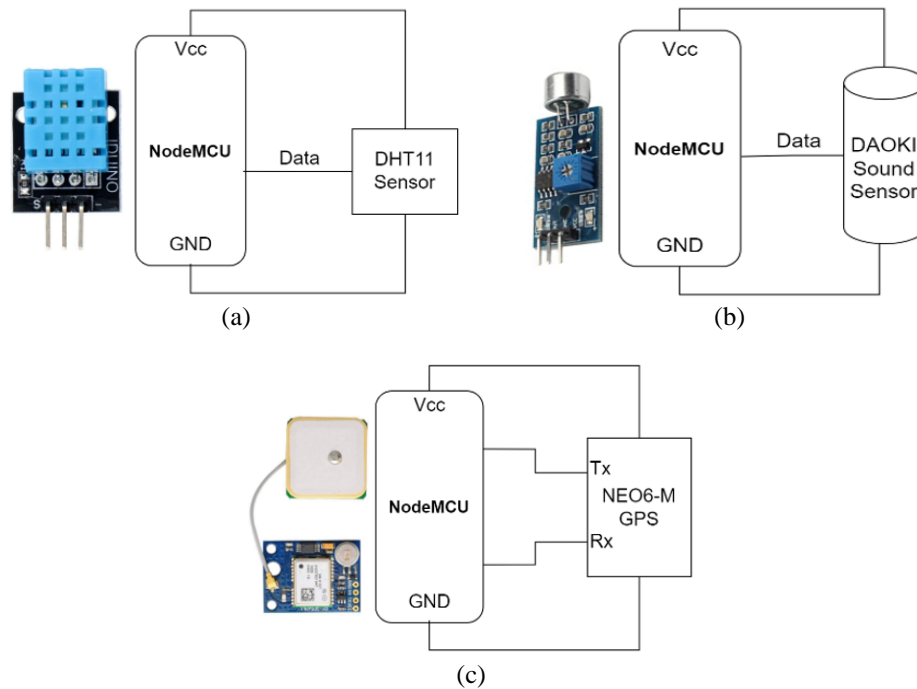 Vcc
NodeMCU
Data
DHT11
Sensor
GND
S
-
(a)
Vcc
NodeMCU
Data
DAOKI
Sound
Sensor
GND
(b)
Vcc
Tx
NodeMCU
NEO6-M
GPS
Rx
GND
(c)